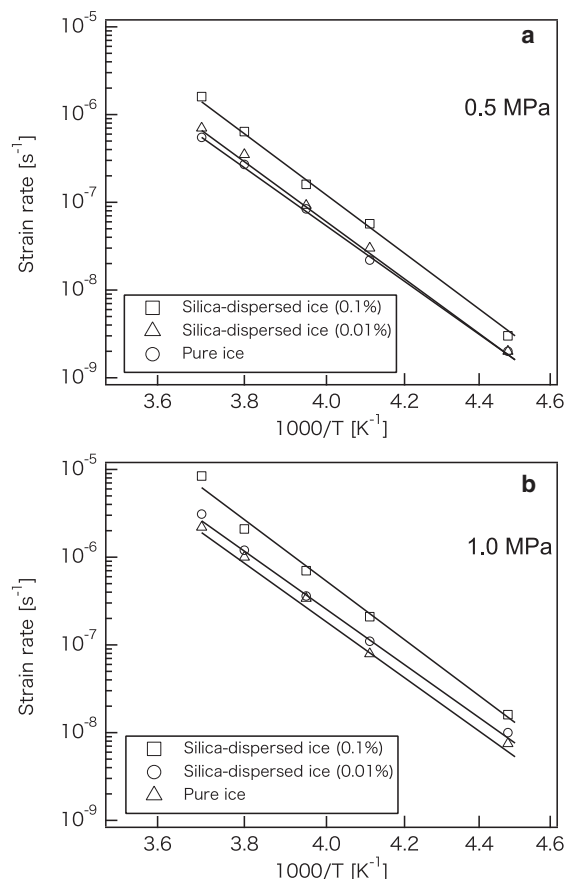 10⁻⁵
a
10⁻⁶
0.5 MPa
Strain rate [s⁻¹]
10⁻⁷
10⁻⁸
Silica-dispersed ice (0.1%)
Silica-dispersed ice (0.01%)
Pure ice
10⁻⁹
3.6 3.8 4.0 4.2 4.4 4.6
1000/T [K⁻¹]
10⁻⁵
b
10⁻⁶
1.0 MPa
Strain rate [s⁻¹]
10⁻⁷
10⁻⁸
Silica-dispersed ice (0.1%)
Silica-dispersed ice (0.01%)
Pure ice
10⁻⁹
3.6 3.8 4.0 4.2 4.4 4.6
1000/T [K⁻¹]